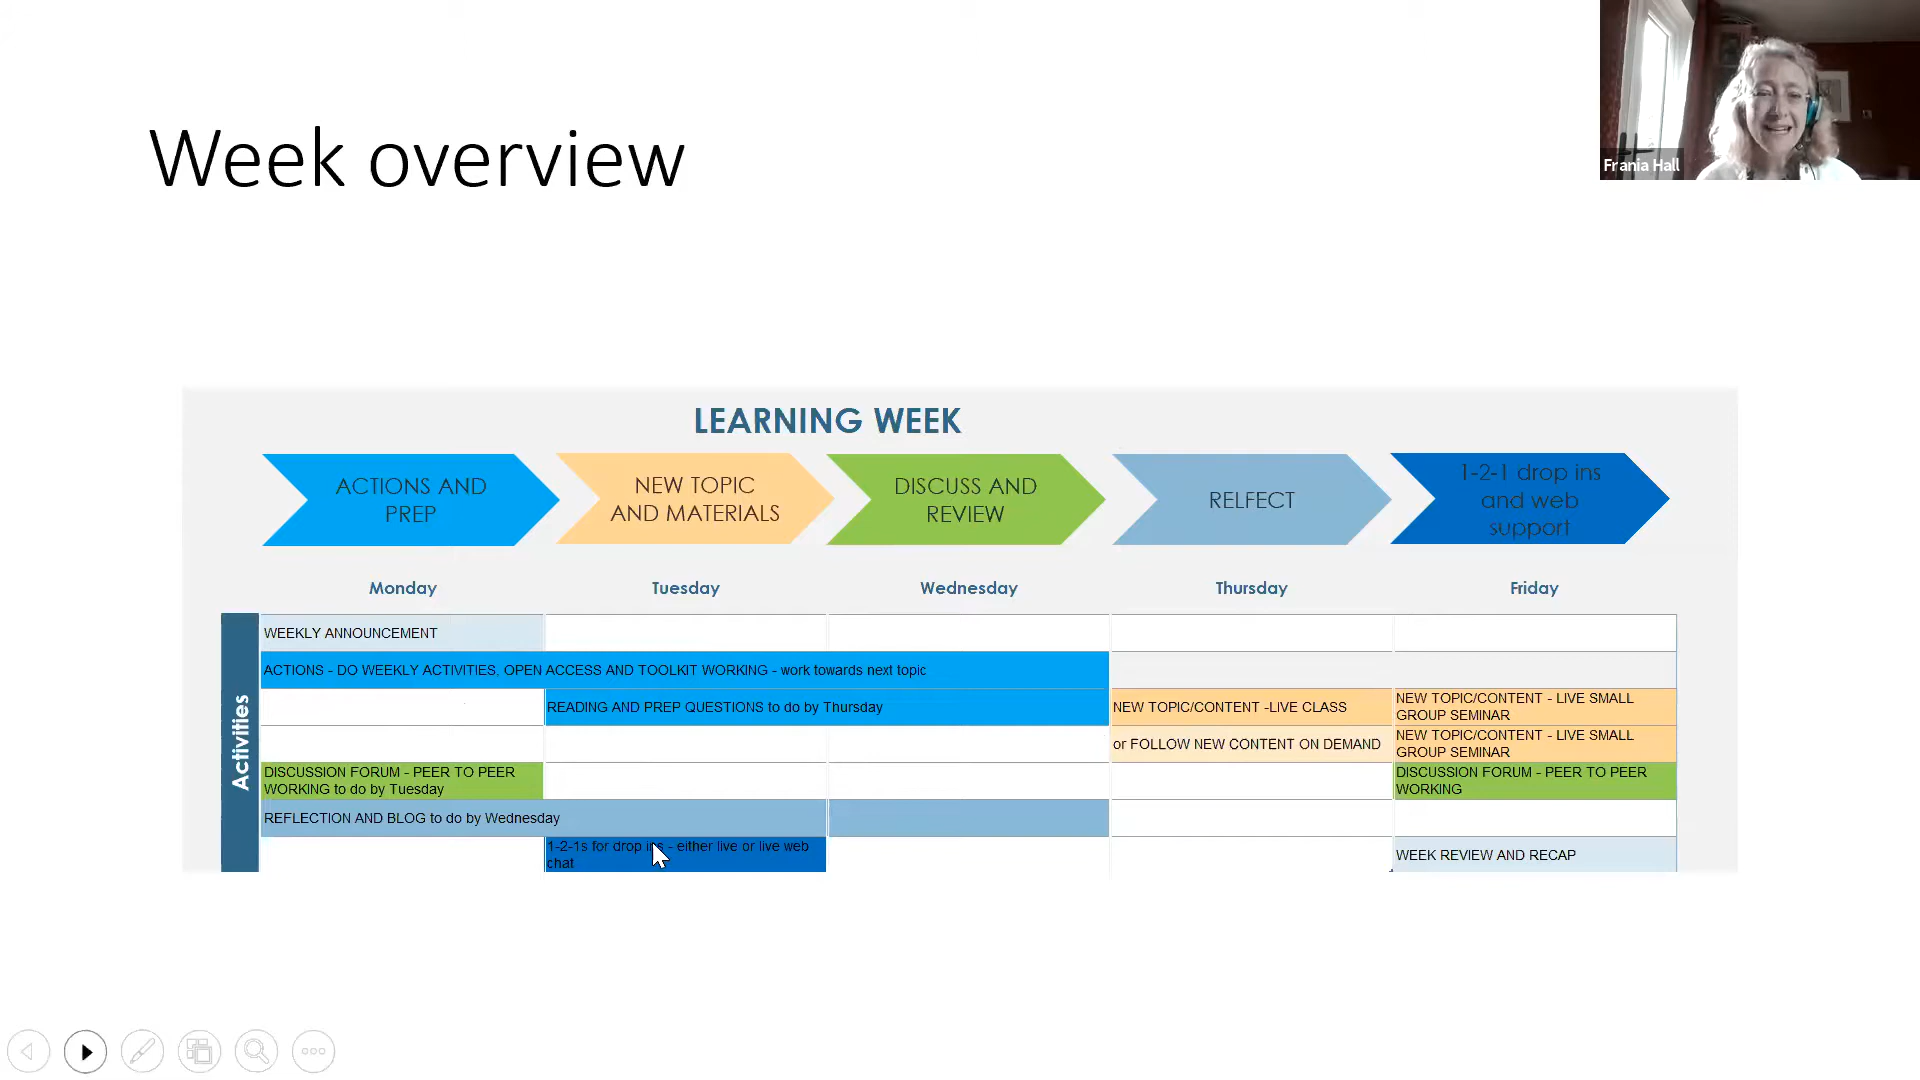 Week overview
Frania Hall
LEARNING WEEK
ACTIONS AND
PREP
NEW TOPIC
AND MATERIALS
DISCUSS AND
REVIEW
RELFECT
1-2-1 drop ins
and web
support
Monday
Tuesday
Wednesday
Thursday
Friday
Activities
WEEKLY ANNOUNCEMENT
ACTIONS - DO WEEKLY ACTIVITIES, OPEN ACCESS AND TOOLKIT WORKING - work towards next topic
READING AND PREP QUESTIONS to do by Thursday
NEW TOPIC/CONTENT -LIVE CLASS
NEW TOPIC/CONTENT - LIVE SMALL
GROUP SEMINAR
or FOLLOW NEW CONTENT ON DEMAND
NEW TOPIC/CONTENT - LIVE SMALL
GROUP SEMINAR
DISCUSSION FORUM - PEER TO PEER
WORKING to do by Tuesday
DISCUSSION FORUM - PEER TO PEER
WORKING
REFLECTION AND BLOG to do by Wednesday
1-2-1s for drop ins - either live or live web
chat
WEEK REVIEW AND RECAP